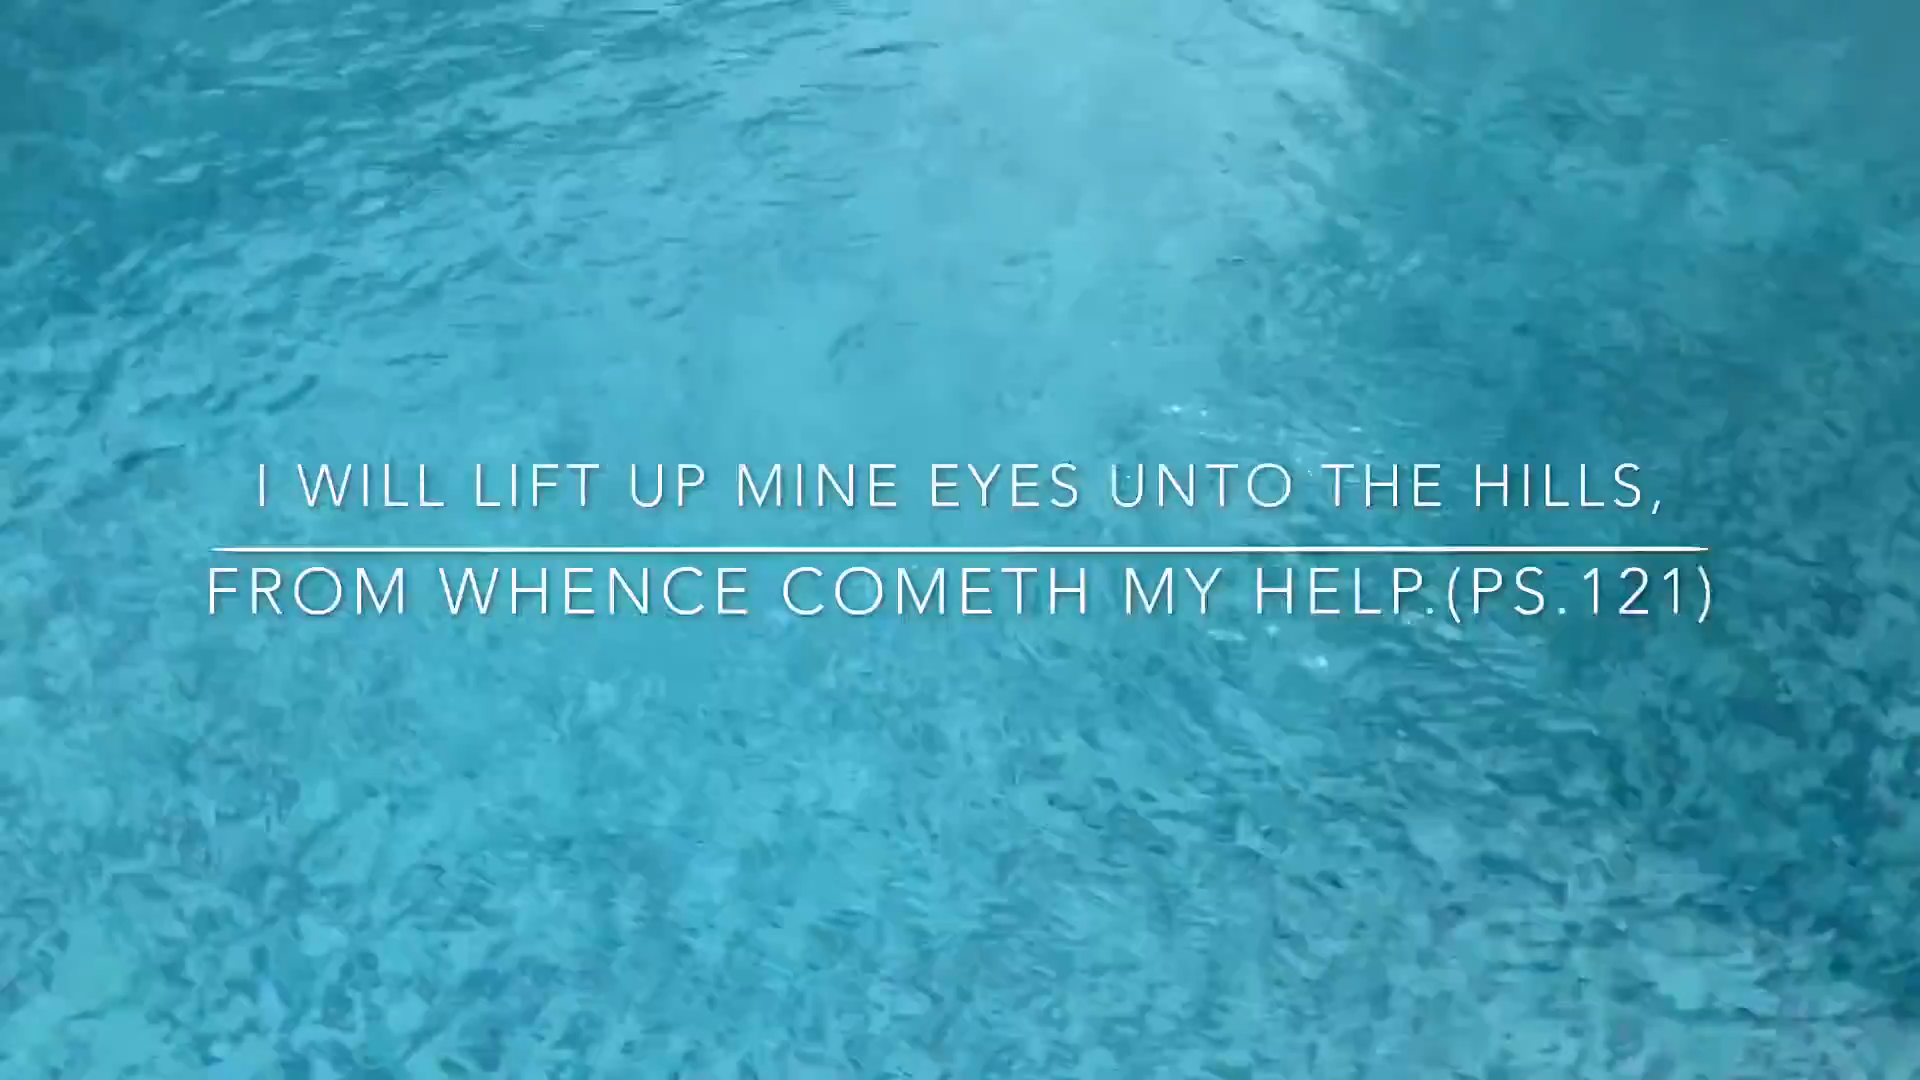 I WILL LIFT UP MINE EYES UNTO THE HILLS,
FROM WHENCE COMETH MY HELP.(PS.121)